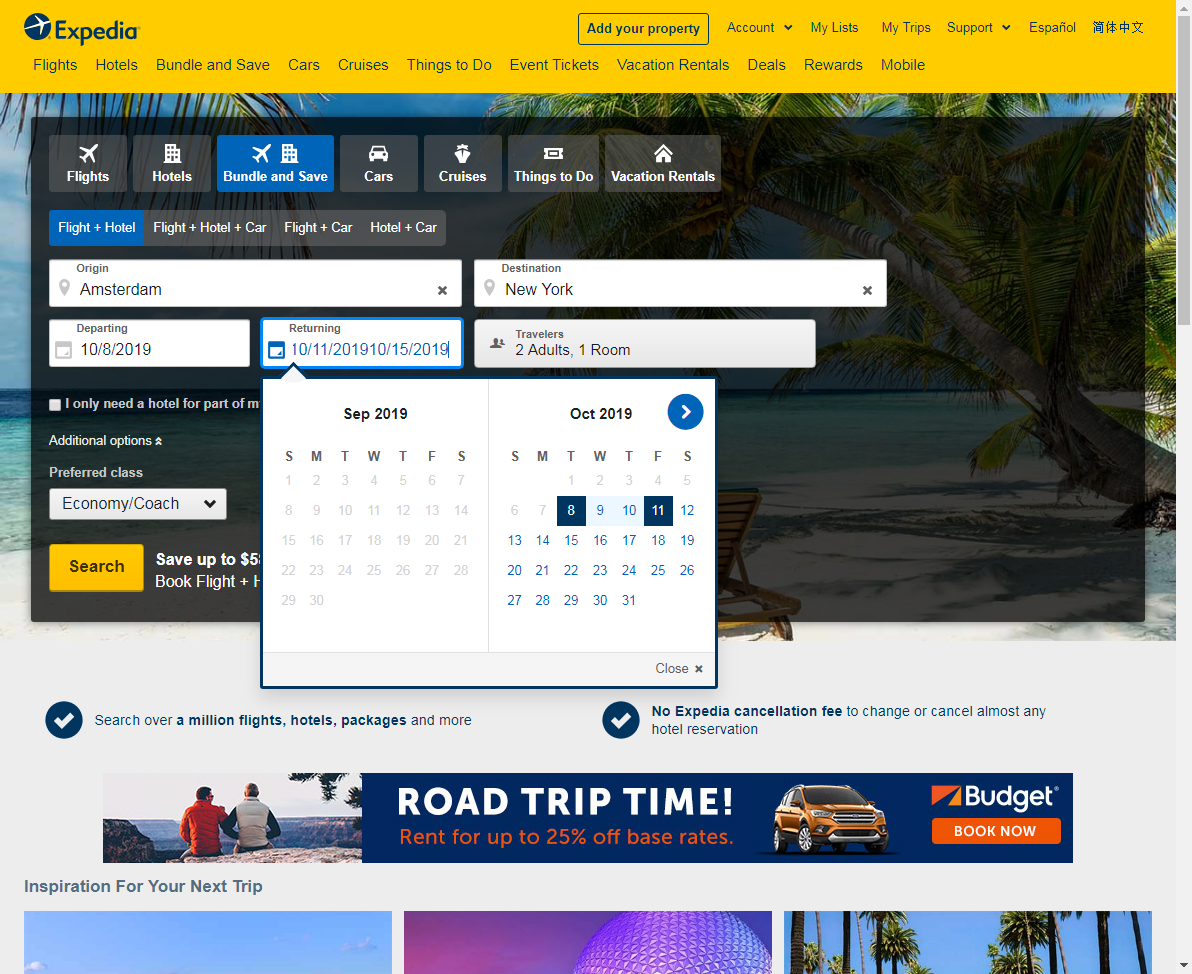 Expedia
Add your property
Account
My Lists
My Trips
Support
Español
简体中文
Flights
Hotels
Bundle and Save
Cars
Cruises
Things to Do
Event Tickets
Vacation Rentals
Deals
Rewards
Mobile
Flights
Hotels
Bundle and Save
Cars
Cruises
Things to Do
Vacation Rentals
Flight + Hotel
Flight + Hotel + Car
Flight + Car
Hotel + Car
Origin
Amsterdam
Destination
New York
Departing
10/8/2019
Returning
10/11/201910/15/2019
Travelers
2 Adults, 1 Room
I only need a hotel for part of m
Additional options
Preferred class
Economy/Coach
Search
Save up to $5
Book Flight + H
Sep 2019
S M T W T F S
1 2 3 4 5 6 7
8 9 10 11 12 13 14
15 16 17 18 19 20 21
22 23 24 25 26 27 28
29 30
Oct 2019
S M T W T F S
1 2 3 4 5
6 7 8 9 10 11 12
13 14 15 16 17 18 19
20 21 22 23 24 25 26
27 28 29 30 31
Close
Search over a million flights, hotels, packages and more
No Expedia cancellation fee to change or cancel almost any
hotel reservation
ROAD TRIP TIME!
Rent for up to 25% off base rates.
Budget®
BOOK NOW
Inspiration For Your Next Trip